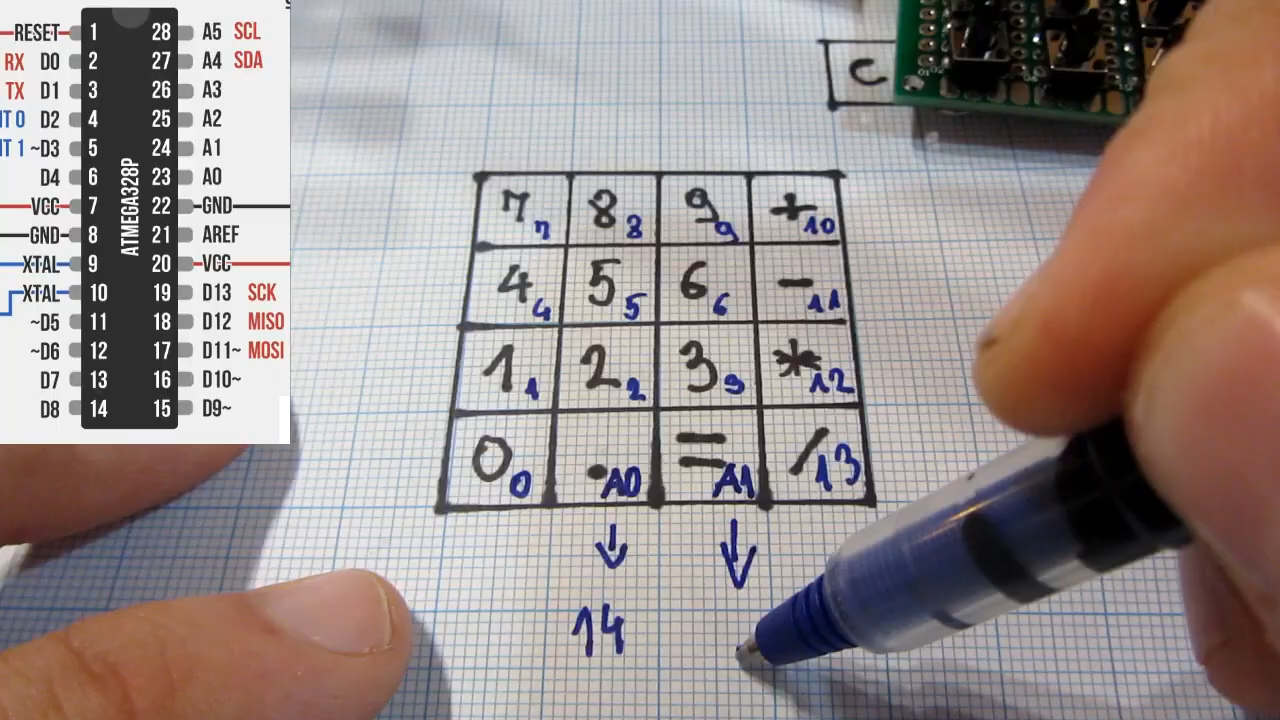 RESET 1 28 A5 SCL
RX D0 2 27 A4 SDA
TX D1 3 26 A3
NT 0 D2 4 25 A2
NT 1 ~D3 5 24 A1
D4 6 23 A0
VCC 7 22 GND
GND 8 21 AREF
XTAL 9 20 VCC
XTAL 10 19 D13 SCK
~D5 11 18 D12 MISO
~D6 12 17 D11~ MOSI
D7 13 16 D10~
D8 14 15 D9~
ATMEGA328P
C
7 7 8 8 9 9 + 10
4 4 5 5 6 6 - 11
1 1 2 2 3 3 * 12
0 0 . A0 = A1 / 13
14